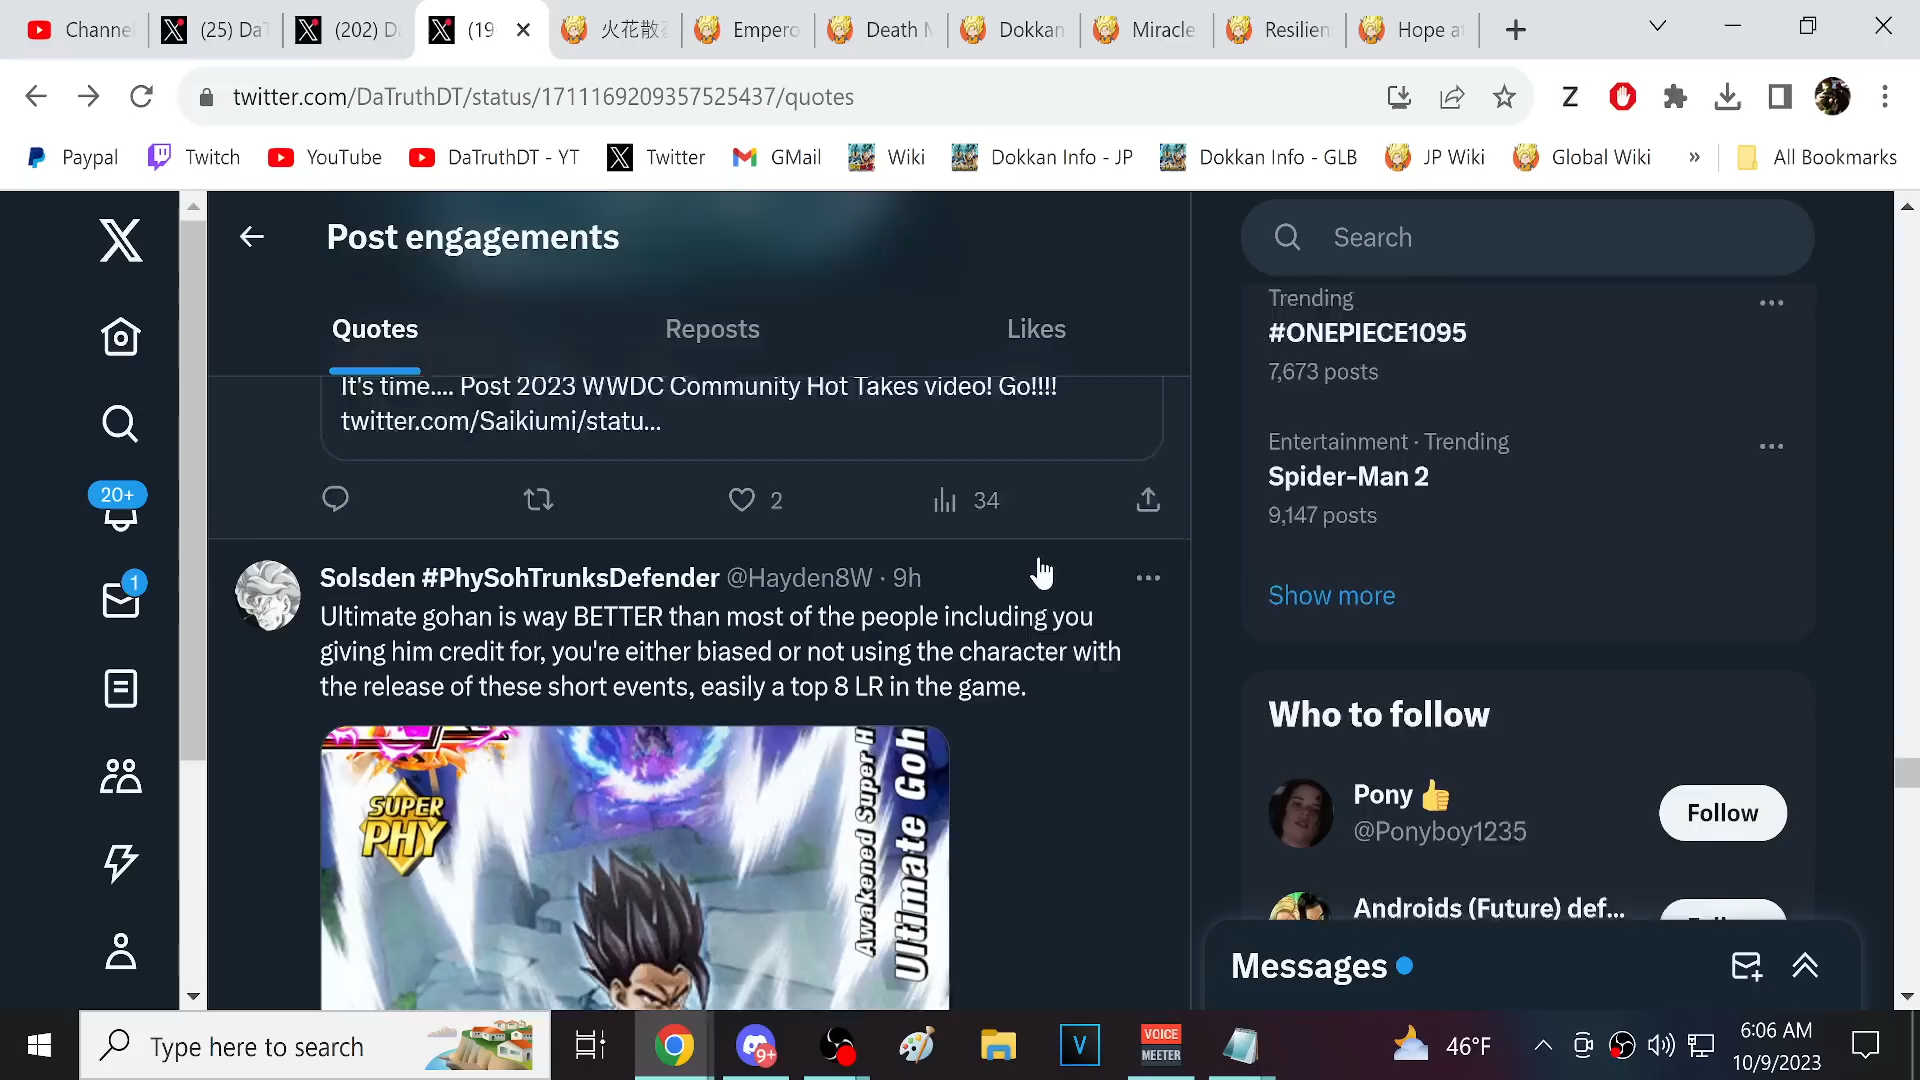 Channe
(25) Da
(202) D
(19
火花散
Empero
Death
Dokkan
Miracle
Resilien
Hope a
twitter.com/DaTruthDT/status/1711169209357525437/quotes
Paypal
Twitch
YouTube
DaTruthDT - YT
Twitter
GMail
Wiki
Dokkan Info - JP
Dokkan Info - GLB
JP Wiki
Global Wiki
»
All Bookmarks
Post engagements
Quotes
Reposts
Likes
It's time.... Post 2023 WWDC Community Hot Takes video! Go!!!!
twitter.com/Saikiumi/statu...
2
34
Solsden #PhySohTrunksDefender @Hayden8W · 9h
Ultimate gohan is way BETTER than most of the people including you
giving him credit for, you're either biased or not using the character with
the release of these short events, easily a top 8 LR in the game.
SUPER
PHY
Awakened Super H
Ultimate Goh
20+
1
Search
Trending
#ONEPIECE1095
7,673 posts
Entertainment · Trending
Spider-Man 2
9,147 posts
Show more
Who to follow
Pony 👍
@Ponyboy1235
Follow
Androids (Future) def...
Messages
Type here to search
9+
V
VOICE
MEETER
46°F
6:06 AM
10/9/2023